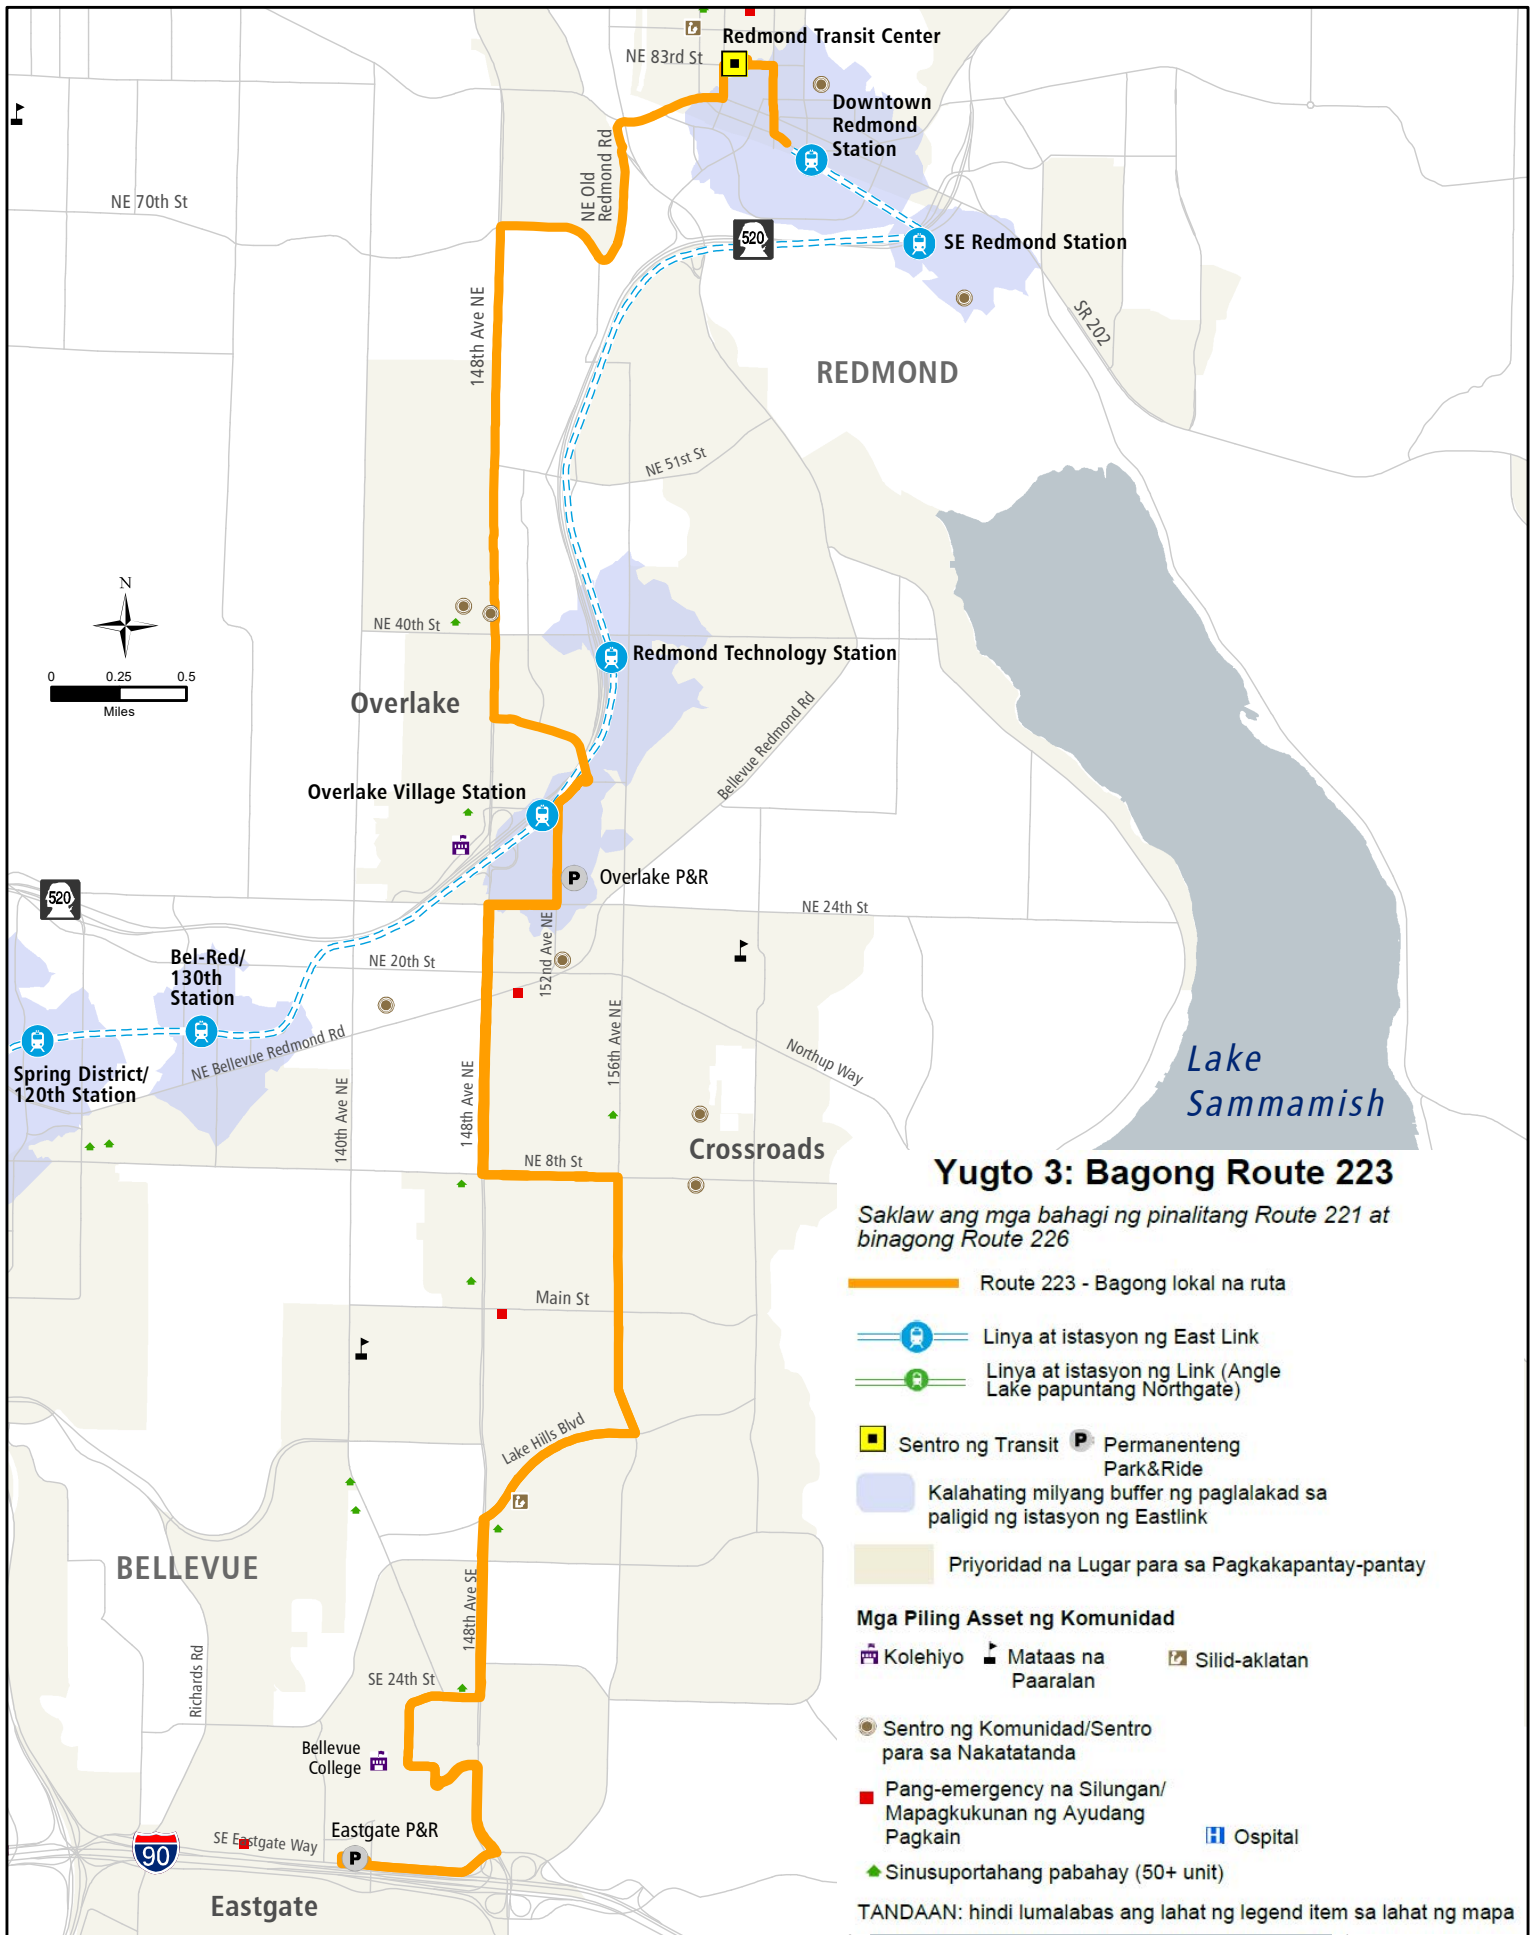 Redmond Transit Center
NE 83rd St
Downtown
Redmond
Station
NE Old
Redmond Rd
NE 70th St
520
SE Redmond Station
148th Ave NE
SR 202
REDMOND
NE 51st St
N
NE 40th St
Redmond Technology Station
0 0.25 0.5
Miles
Overlake
Bellevue Redmond Rd
Overlake Village Station
P
Overlake P&R
520
NE 24th St
152nd Ave NE
Bel-Red/
130th
Station
NE 20th St
156th Ave NE
NE Bellevue Redmond Rd
Northup Way
Spring District/
120th Station
140th Ave NE
148th Ave NE
Lake
Sammamish
Crossroads
NE 8th St
Main St
Lake Hills Blvd
BELLEVUE
148th Ave SE
Richards Rd
SE 24th St
Bellevue
College
Eastgate P&R
SE Eastgate Way
90
P
Eastgate
Yugto 3: Bagong Route 223
Saklaw ang mga bahagi ng pinalitang Route 221 at
binagong Route 226
Route 223 - Bagong lokal na ruta
Linya at istasyon ng East Link
Linya at istasyon ng Link (Angle
Lake papuntang Northgate)
Sentro ng Transit
P
Permanenteng
Park&Ride
Kalahating milyang buffer ng paglalakad sa
paligid ng istasyon ng Eastlink
Priyoridad na Lugar para sa Pagkakapantay-pantay
Mga Piling Asset ng Komunidad
Kolehiyo
Mataas na
Paaralan
Silid-aklatan
Sentro ng Komunidad/Sentro
para sa Nakatatanda
Pang-emergency na Silungan/
Mapagkukunan ng Ayudang
Pagkain
H
Ospital
Sinusuportahang pabahay (50+ unit)
TANDAAN: hindi lumalabas ang lahat ng legend item sa lahat ng mapa